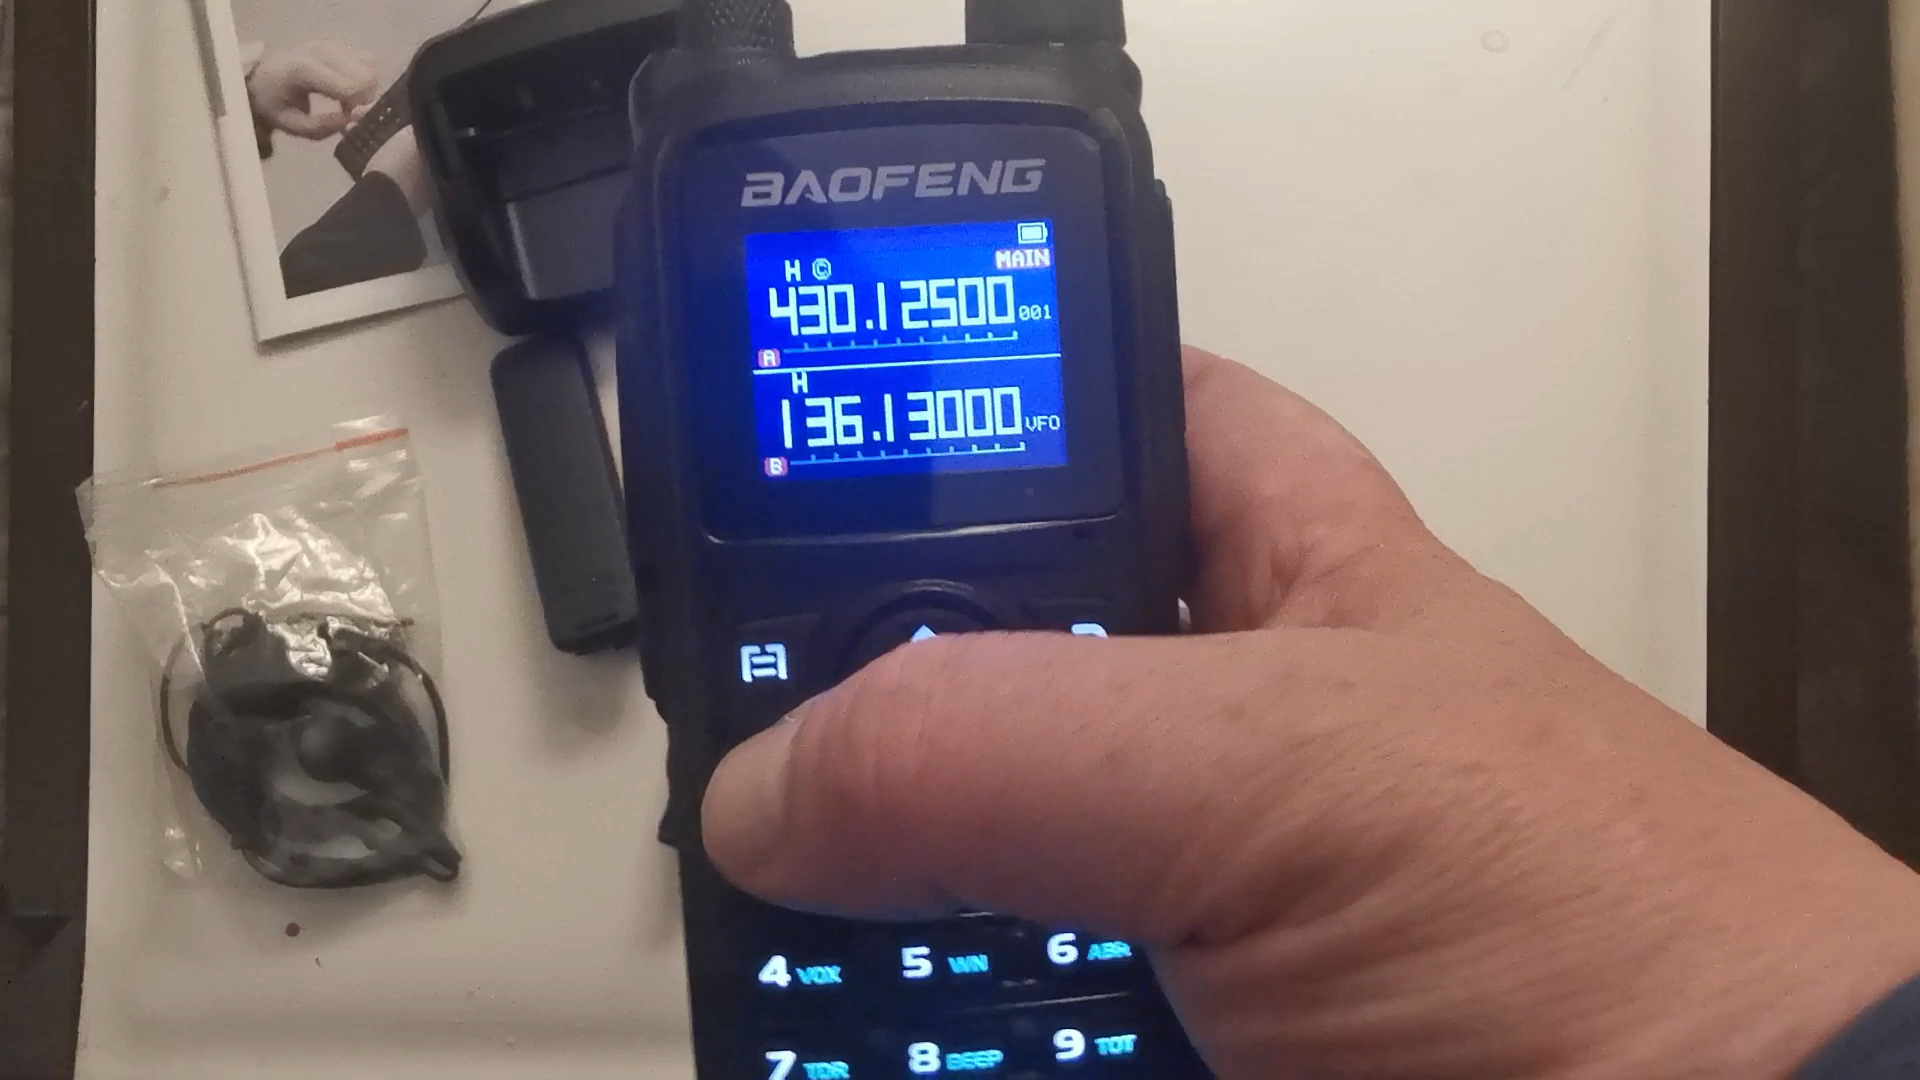 BAOFENG
MAIN
H ©
430.12500 001
A
H
136.13000 VFO
B
4 VOX 5 WN 6 ABR
7 TDR 8 BEEP 9 TOT